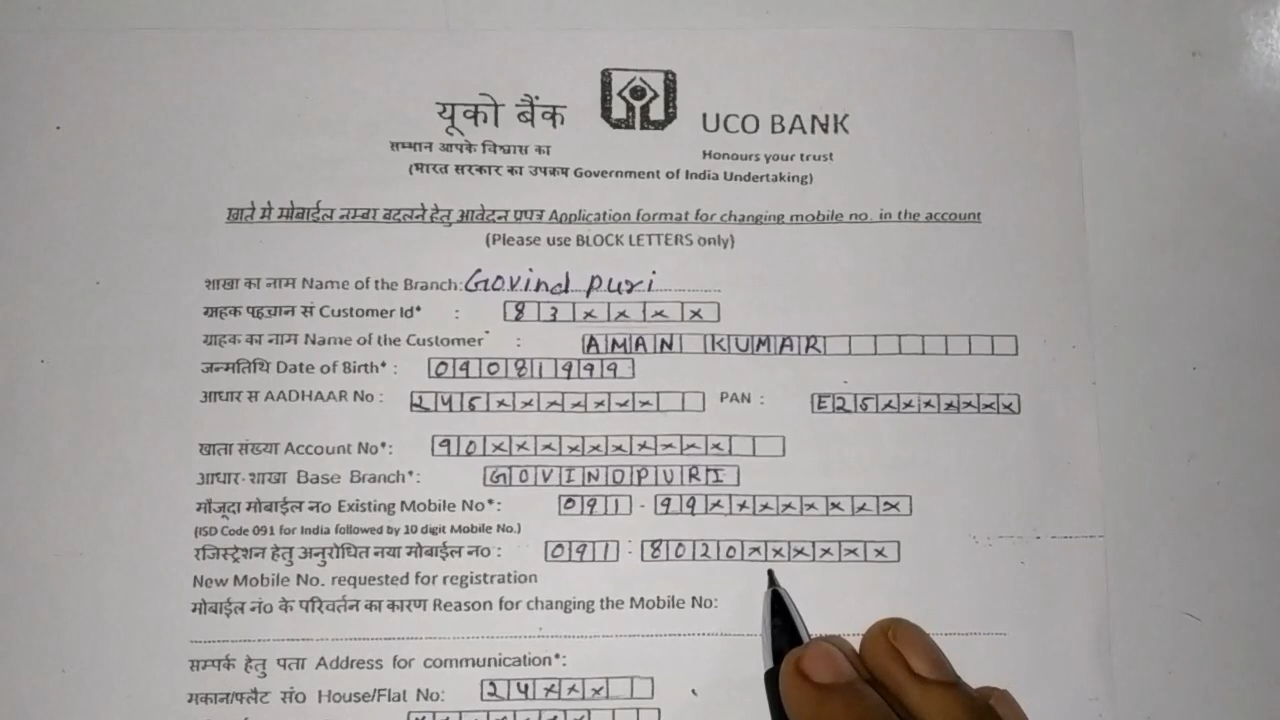 यूको बैंक UCO BANK
सम्मान आपके विश्वास का Honours your trust
(भारत सरकार का उपक्रम Government of India Undertaking)
खाते मे मोबाईल नम्बर बदलने हेतु आवेदन प्रपत्र Application format for changing mobile no. in the account
(Please use BLOCK LETTERS only)
शाखा का नाम Name of the Branch: Govind puri
ग्राहक पहचान सं Customer Id* : 83xxxx
ग्राहक का नाम Name of the Customer* : AMAN KUMAR
जन्मतिथि Date of Birth* : 09081999
आधार स AADHAAR No : 245xxxxxxx PAN : E25xxxxxx
खाता संख्या Account No*: 90xxxxxxxxxx
आधार-शाखा Base Branch*: GOVINDPURI
मौजूदा मोबाईल न० Existing Mobile No*: 091 - 99xxxxxxxx
(ISD Code 091 for India followed by 10 digit Mobile No.)
रजिस्ट्रेशन हेतु अनुरोधित नया मोबाईल न० : 091 : 8020xxxxxx
New Mobile No. requested for registration
मोबाईल नं० के परिवर्तन का कारण Reason for changing the Mobile No:
सम्पर्क हेतु पता Address for communication*:
मकान/फ्लैट सं० House/Flat No: 24xxx